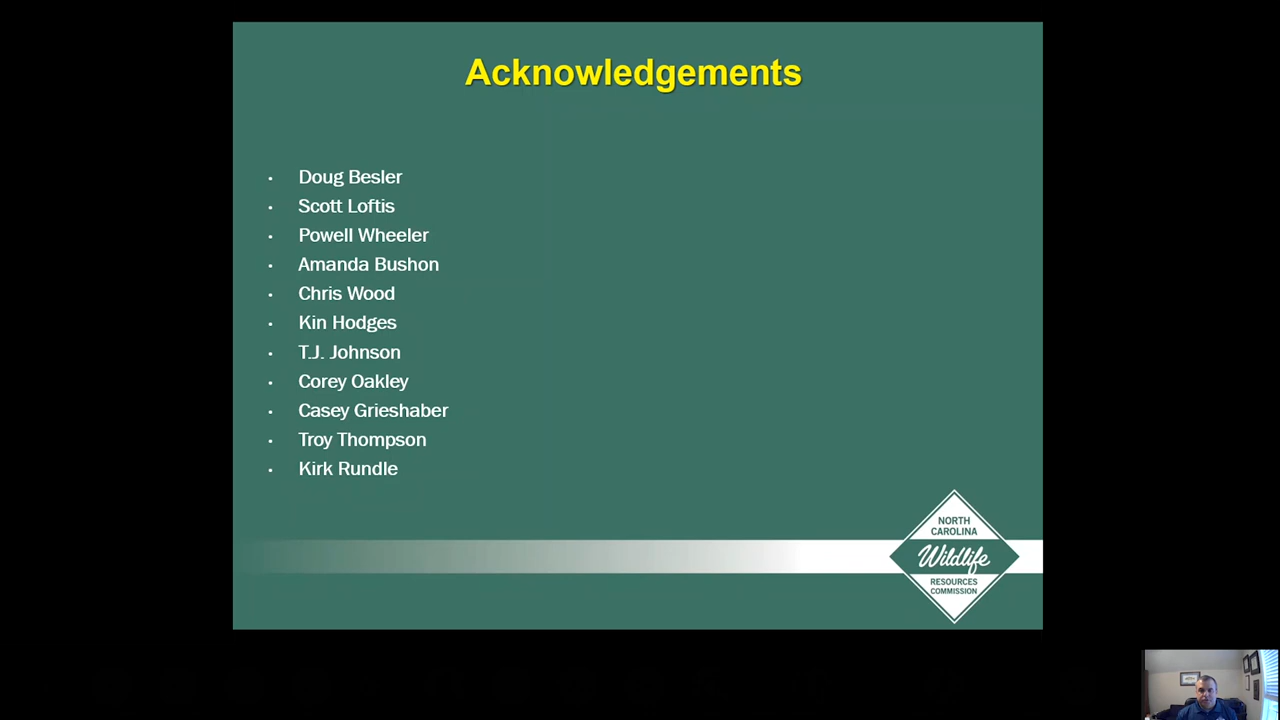 Acknowledgements
• Doug Besler
• Scott Loftis
• Powell Wheeler
• Amanda Bushon
• Chris Wood
• Kin Hodges
• T.J. Johnson
• Corey Oakley
• Casey Grieshaber
• Troy Thompson
• Kirk Rundle
NORTH
CAROLINA
Wildlife
RESOURCES
COMMISSION